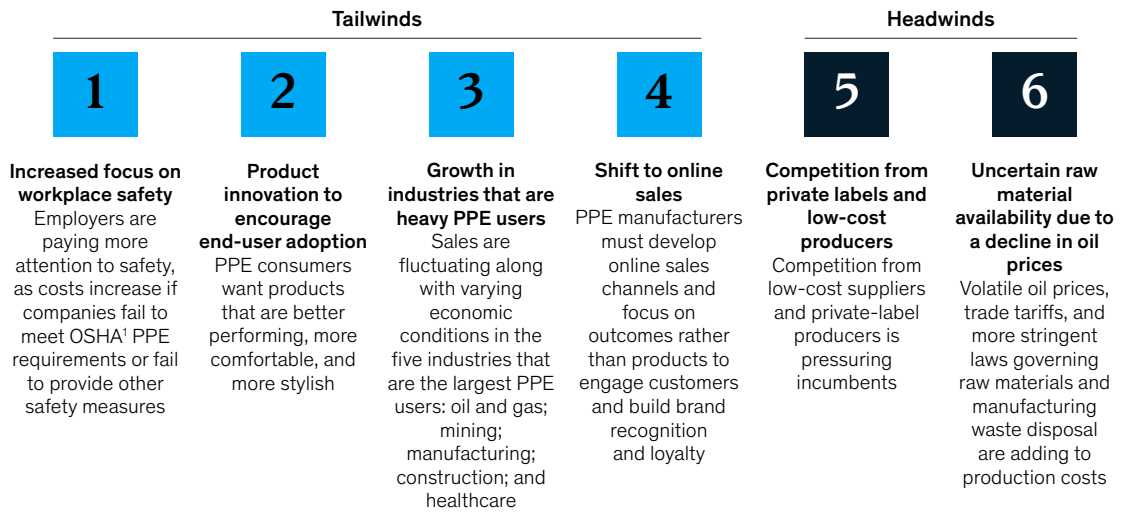 Tailwinds
Headwinds
1
2
3
4
5
6
Increased focus on
workplace safety
Employers are
paying more
attention to safety,
as costs increase if
companies fail to
meet OSHA¹ PPE
requirements or fail
to provide other
safety measures
Product
innovation to
encourage
end-user adoption
PPE consumers
want products
that are better
performing, more
comfortable, and
more stylish
Growth in
industries that are
heavy PPE users
Sales are
fluctuating along
with varying
economic
conditions in the
five industries that
are the largest PPE
users: oil and gas;
mining;
manufacturing;
construction; and
healthcare
Shift to online
sales
PPE manufacturers
must develop
online sales
channels and
focus on
outcomes rather
than products to
engage customers
and build brand
recognition
and loyalty
Competition from
private labels and
low-cost
producers
Competition from
low-cost suppliers
and private-label
producers is
pressuring
incumbents
Uncertain raw
material
availability due to
a decline in oil
prices
Volatile oil prices,
trade tariffs, and
more stringent
laws governing
raw materials and
manufacturing
waste disposal
are adding to
production costs